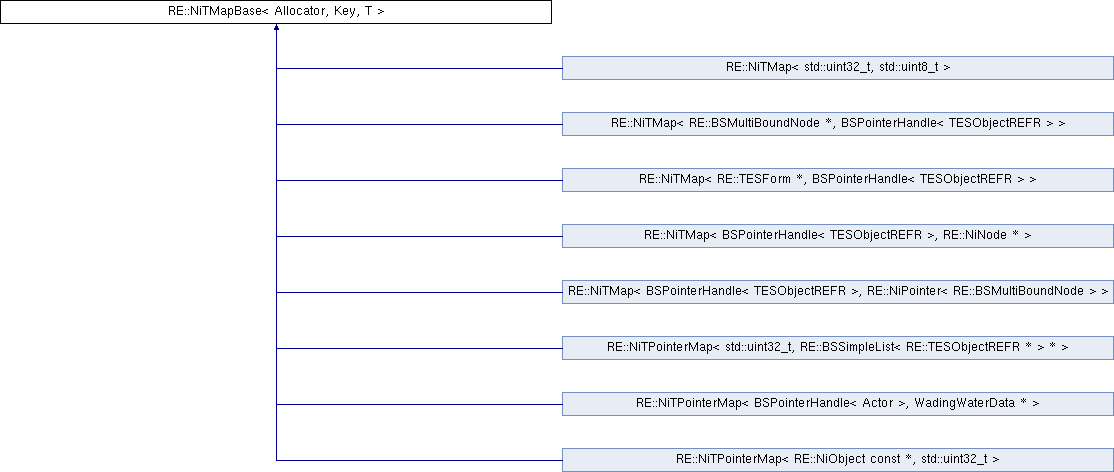 RE::NiTMapBase< Allocator, Key, T >
RE::NiTMap< std::uint32_t, std::uint8_t >
RE::NiTMap< RE::BSMultiBoundNode *, BSPointerHandle< TESObjectREFR > >
RE::NiTMap< RE::TESForm *, BSPointerHandle< TESObjectREFR > >
RE::NiTMap< BSPointerHandle< TESObjectREFR >, RE::NiNode * >
RE::NiTMap< BSPointerHandle< TESObjectREFR >, RE::NiPointer< RE::BSMultiBoundNode > >
RE::NiTPointerMap< std::uint32_t, RE::BSSimpleList< RE::TESObjectREFR * > * >
RE::NiTPointerMap< BSPointerHandle< Actor >, WadingWaterData * >
RE::NiTPointerMap< RE::NiObject const *, std::uint32_t >